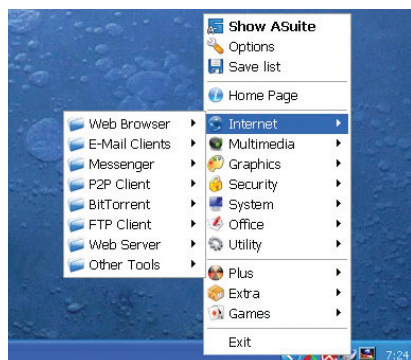 Show ASuite
Options
Save list
Home Page
Internet
Multimedia
Graphics
Security
System
Office
Utility
Plus
Extra
Games
Exit
Web Browser
E-Mail Clients
Messenger
P2P Client
BitTorrent
FTP Client
Web Server
Other Tools
7:24